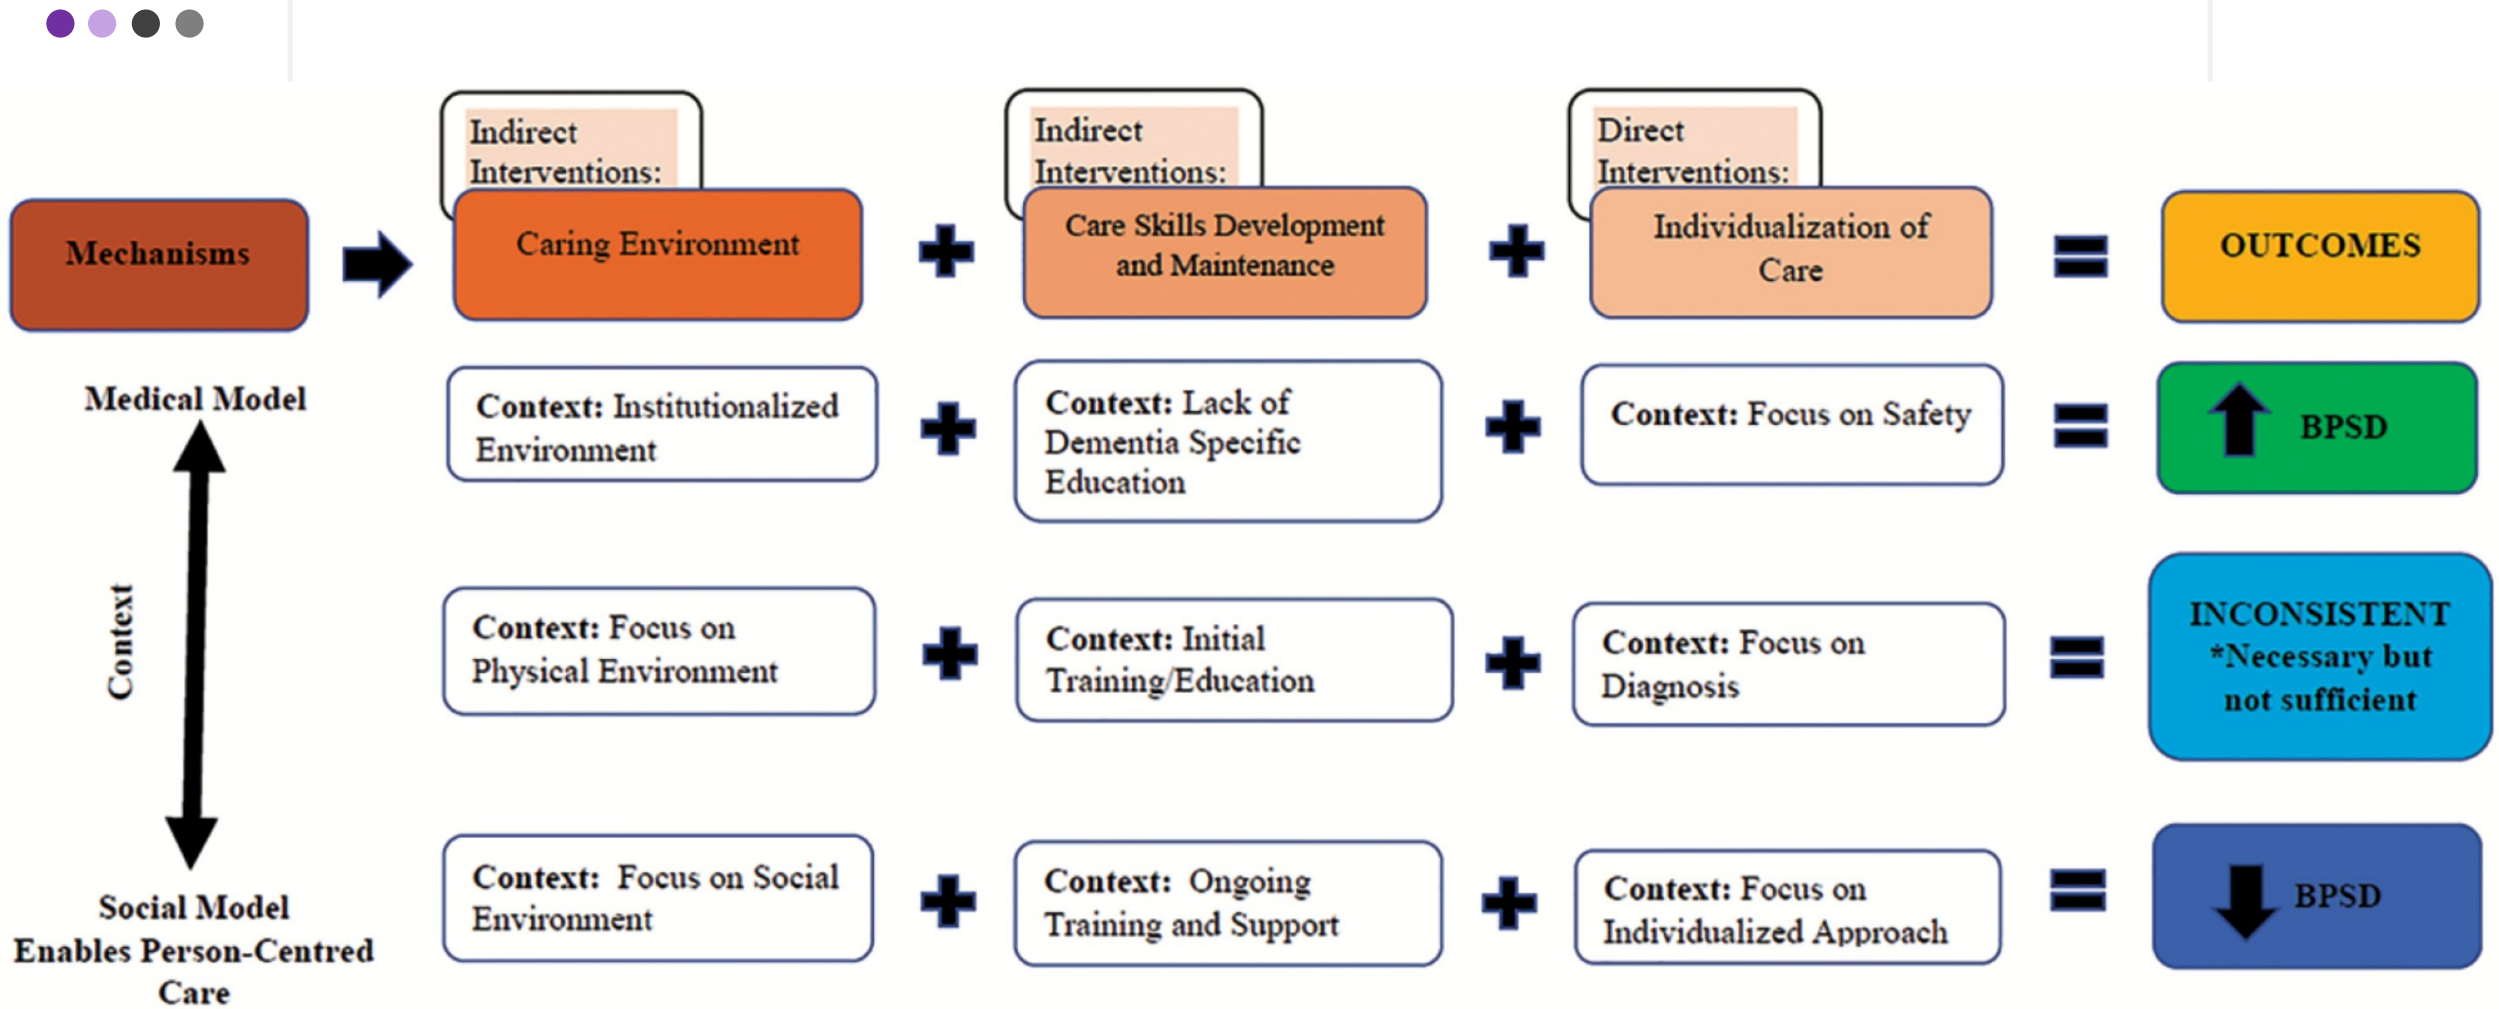 Indirect
Interventions:
Indirect
Interventions:
Direct
Interventions:
Mechanisms
Caring Environment
Care Skills Development
and Maintenance
Individualization of
Care
OUTCOMES
Medical Model
Context: Institutionalized
Environment
Context: Lack of
Dementia Specific
Education
Context: Focus on Safety
BPSD
Context
Context: Focus on
Physical Environment
Context: Initial
Training/Education
Context: Focus on
Diagnosis
INCONSISTENT
*Necessary but
not sufficient
Social Model
Enables Person-Centred
Care
Context: Focus on Social
Environment
Context: Ongoing
Training and Support
Context: Focus on
Individualized Approach
BPSD